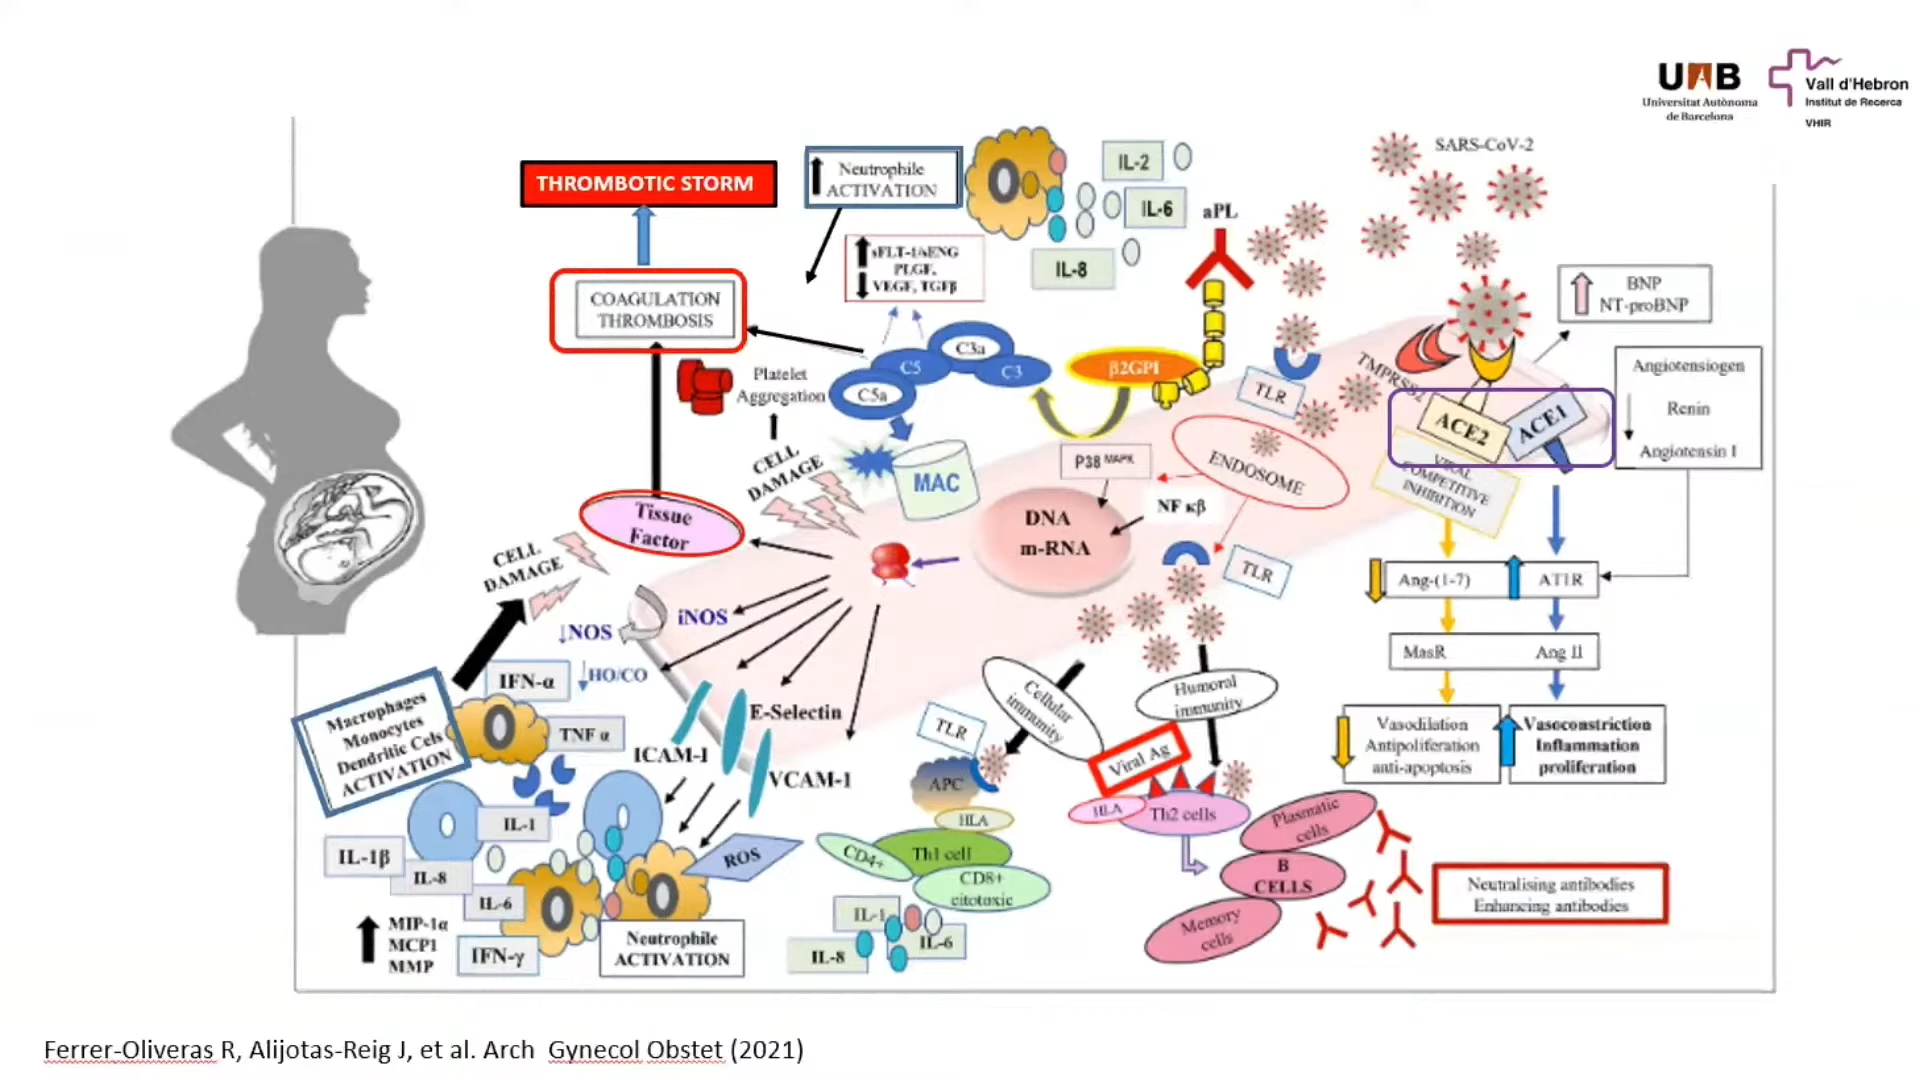 UAB
Universitat Autònoma
de Barcelona
Vall d'Hebron
Institut de Recerca
VHIR
THROMBOTIC STORM
Neutrophile
ACTIVATION
IL-2
IL-6
IL-8
aPL
SARS-CoV-2
sFLT-1/sENG
PLGF,
VEGF, TGFβ
COAGULATION
THROMBOSIS
BNP
NT-proBNP
Platelet
Aggregation
C3a
C5
C3
C5a
β2GPI
TLR
TMPRSS2
ACE2
ACE1
Angiotensiogen
Renin
Angiotensin I
VIRAL
COMPETITIVE
INHIBITION
CELL
DAMAGE
MAC
P38 MAPK
ENDOSOME
NF κβ
DNA
m-RNA
Tissue
Factor
CELL
DAMAGE
TLR
Ang-(1-7)
AT1R
iNOS
↓NOS
↓HO/CO
MasR
Ang II
Macrophages
Monocytes
Dendritic Cels
ACTIVATION
IFN-α
TNF α
E-Selectin
ICAM-I
VCAM-1
Cellular
immunity
Humoral
immunity
TLR
APC
Viral Ag
HLA
HLA
Th2 cells
Vasodilation
Antipoliferation
anti-apoptosis
Vasoconstriction
Inflammation
proliferation
IL-1
IL-1β
IL-8
IL-6
ROS
CD4+
Th1 cell
CD8+
citotoxic
Plasmatic
cells
B
CELLS
Memory
cells
Neutralising antibodies
Enhancing antibodies
MIP-1α
MCP1
MMP
IFN-γ
Neutrophile
ACTIVATION
IL-1
IL-6
IL-8
Ferrer-Oliveras R, Alijotas-Reig J, et al. Arch Gynecol Obstet (2021)